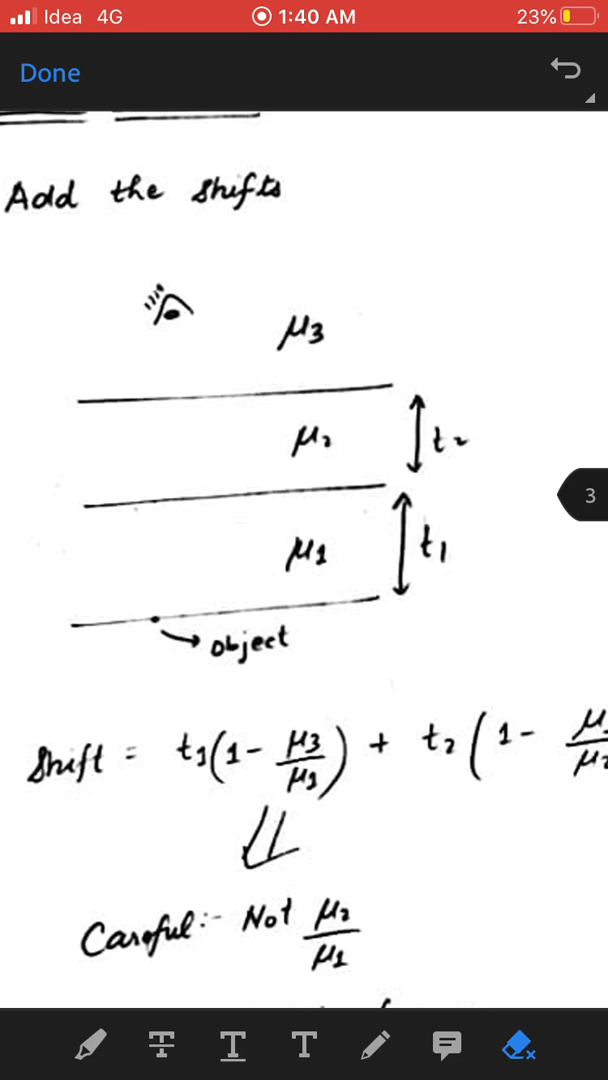 Idea 4G 1:40 AM 23%
Done
Add the shifts
μ3
μ2 t2
3
μ1 t1
object
Shift = t1(1- μ3/μ1) + t2(1- μ/μ2
Careful:- Not μ2/μ1
T T T